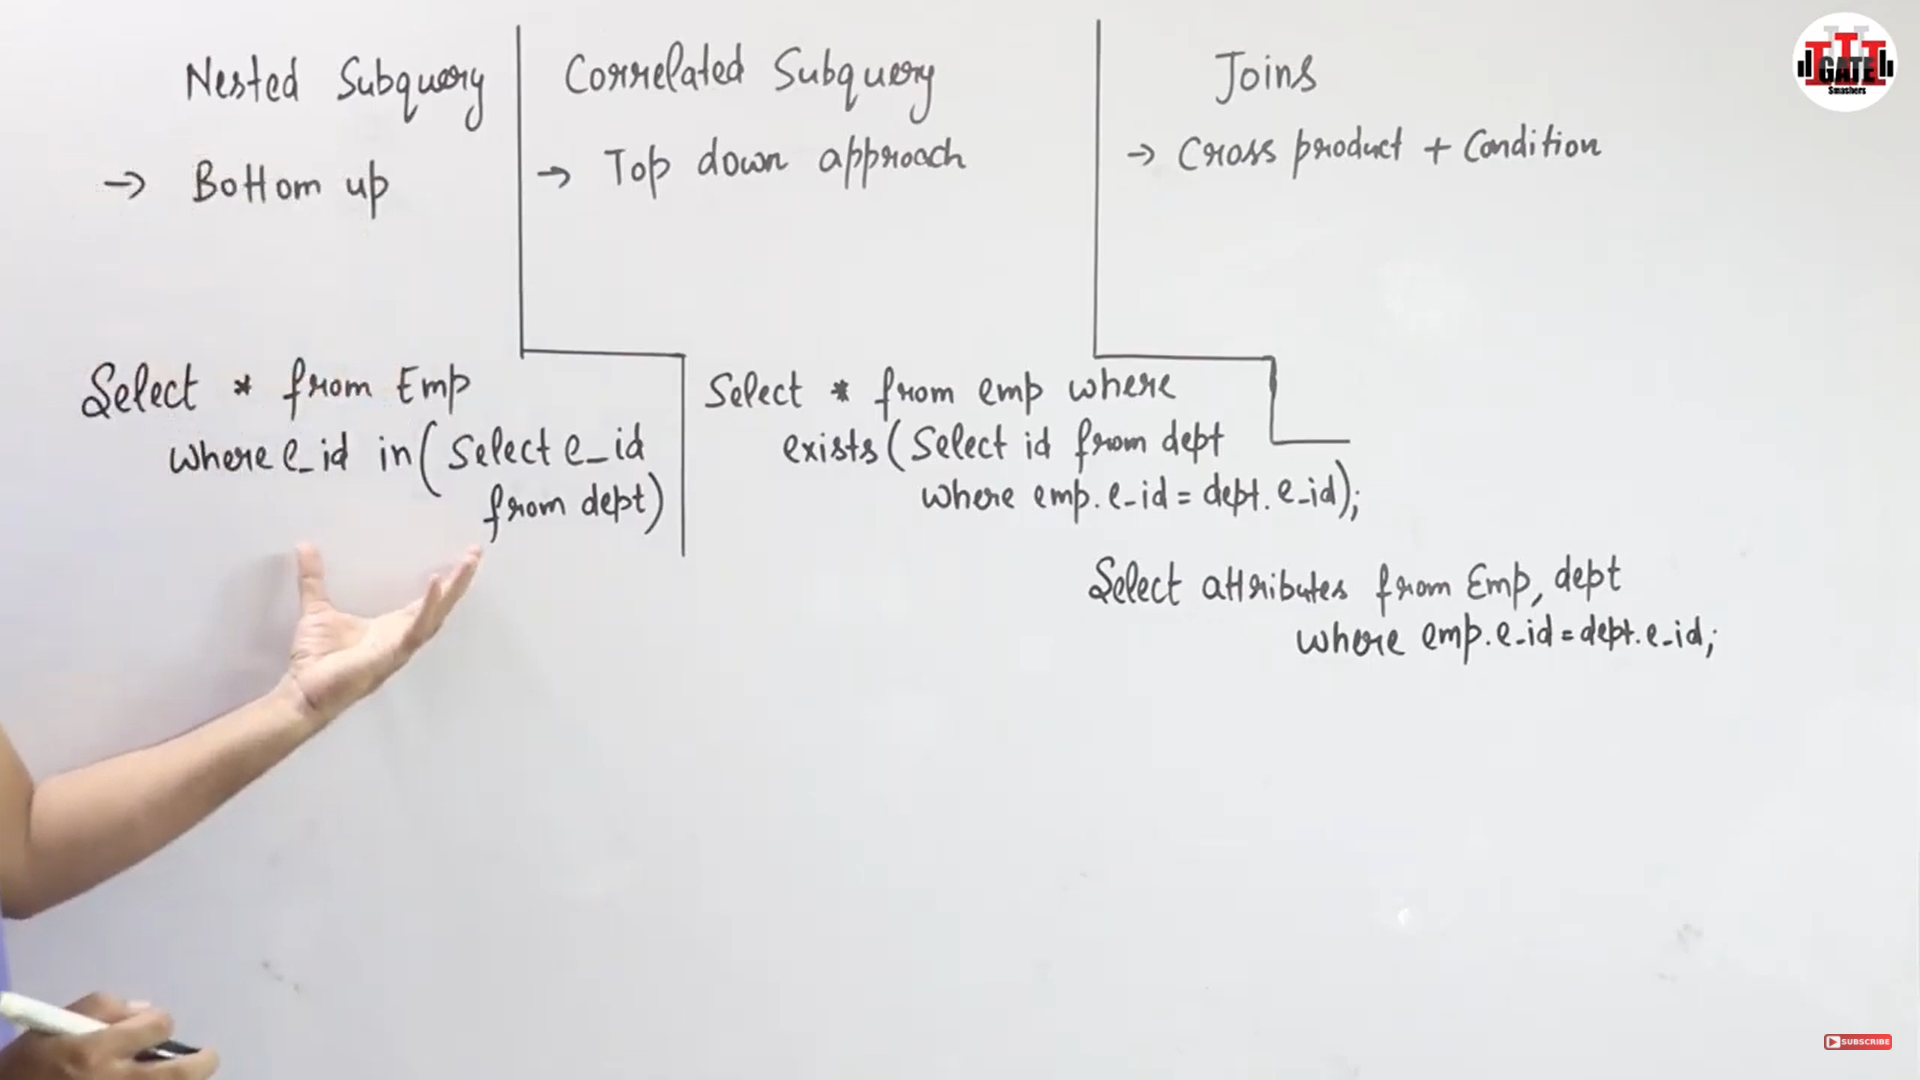 Nested Subquery
→ Bottom up
Select * from Emp
where e_id in (Select e_id
from dept)
Correlated Subquery
→ Top down approach
Select * from emp where
exists (Select id from dept
where emp.e_id = dept.e_id);
Joins
→ Cross product + Condition
Select attributes from Emp, dept
where emp.e_id = dept.e_id;
GATE
Smashers
SUBSCRIBE